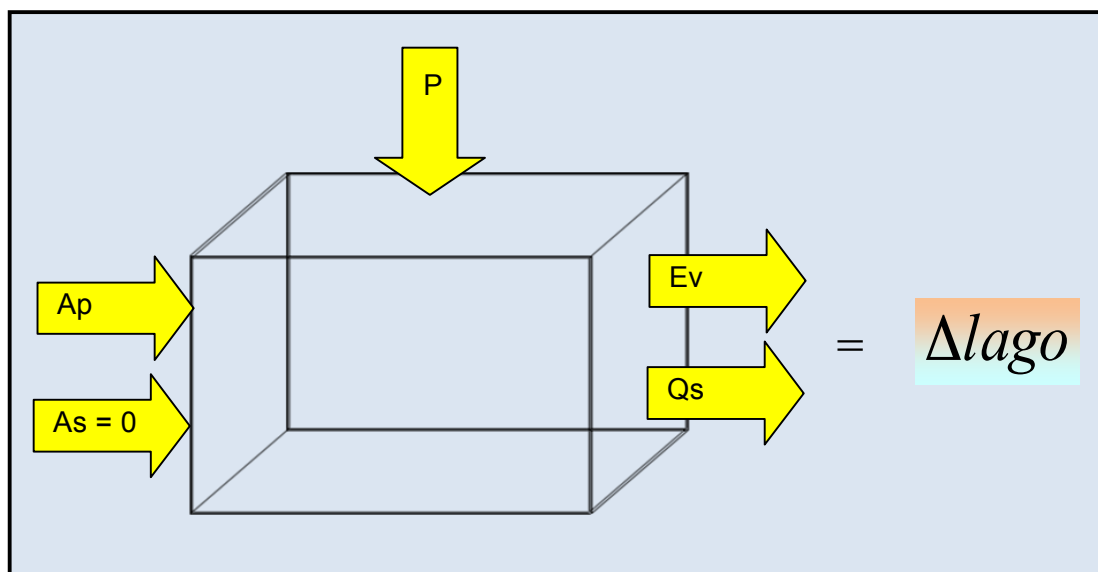 P
Ap
Ev
= Δlago
As = 0
Qs